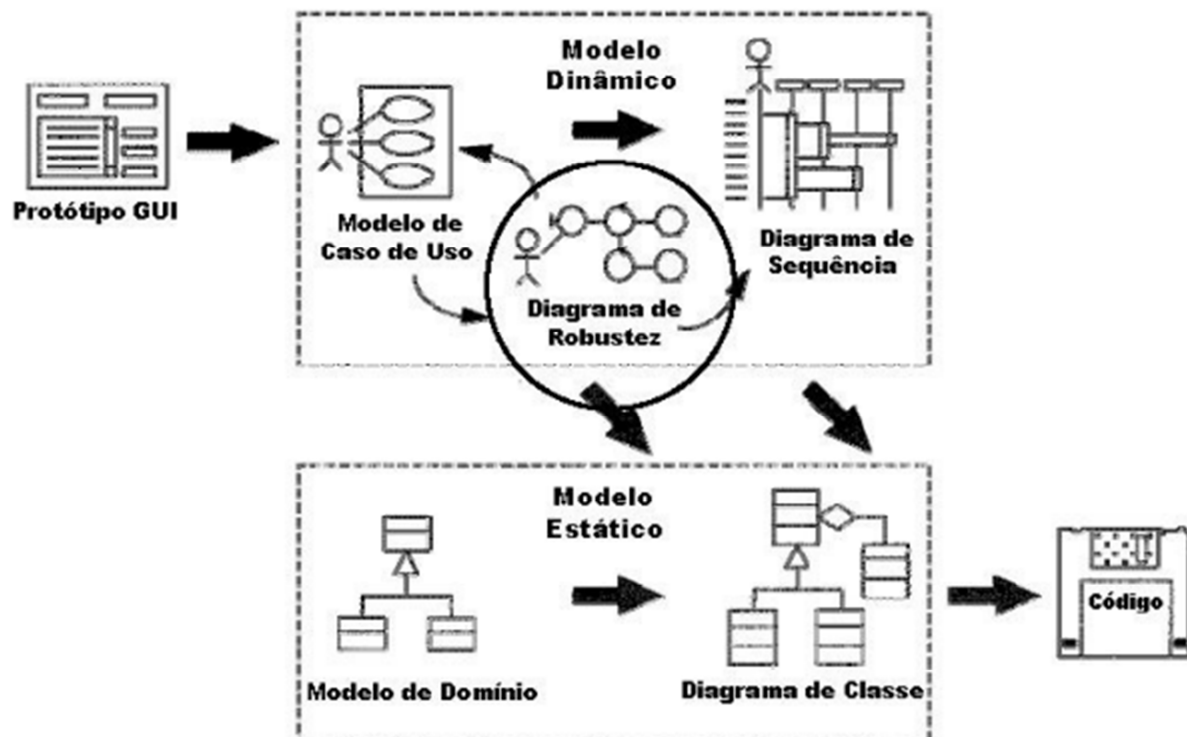 Modelo
Dinâmico
Protótipo GUI
Modelo de
Caso de Uso
Diagrama de
Robustez
Diagrama de
Sequência
Modelo
Estático
Modelo de Domínio
Diagrama de Classe
Código